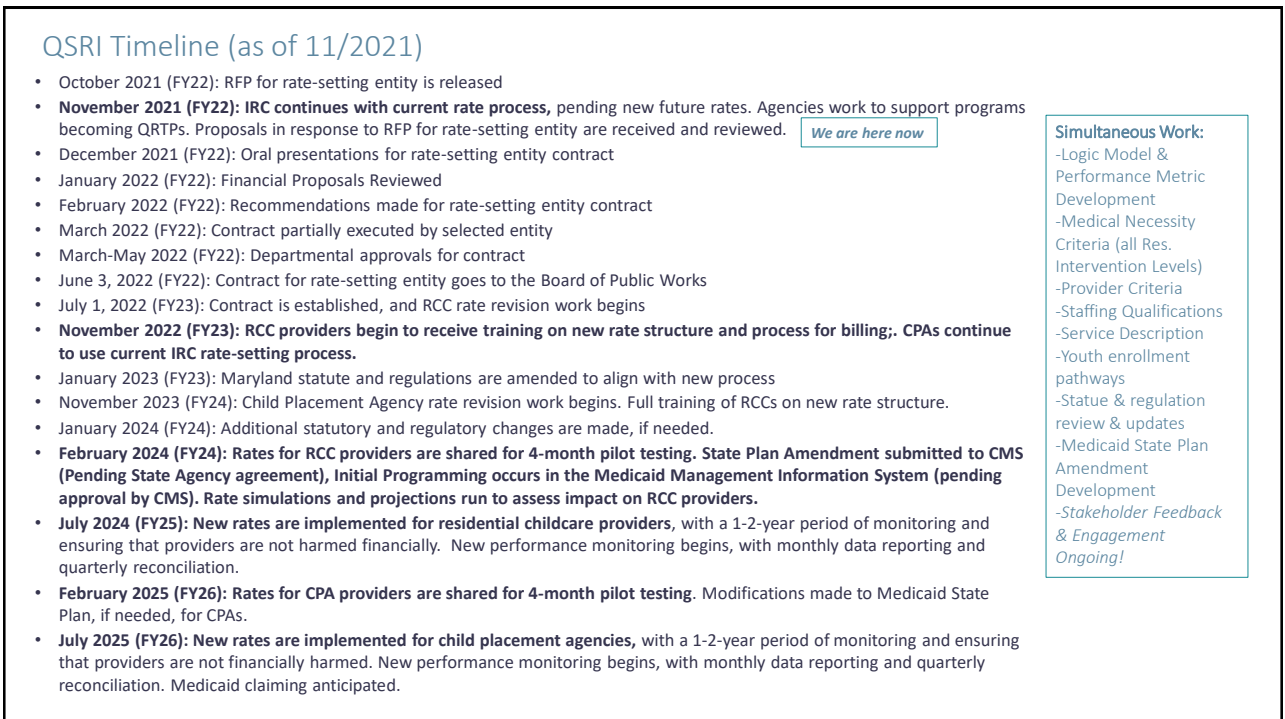 QSRI Timeline (as of 11/2021)
• October 2021 (FY22): RFP for rate-setting entity is released
• November 2021 (FY22): IRC continues with current rate process, pending new future rates. Agencies work to support programs
becoming QRTPs. Proposals in response to RFP for rate-setting entity are received and reviewed.
We are here now
• December 2021 (FY22): Oral presentations for rate-setting entity contract
• January 2022 (FY22): Financial Proposals Reviewed
• February 2022 (FY22): Recommendations made for rate-setting entity contract
• March 2022 (FY22): Contract partially executed by selected entity
• March-May 2022 (FY22): Departmental approvals for contract
• June 3, 2022 (FY22): Contract for rate-setting entity goes to the Board of Public Works
• July 1, 2022 (FY23): Contract is established, and RCC rate revision work begins
• November 2022 (FY23): RCC providers begin to receive training on new rate structure and process for billing;. CPAs continue
to use current IRC rate-setting process.
• January 2023 (FY23): Maryland statute and regulations are amended to align with new process
• November 2023 (FY24): Child Placement Agency rate revision work begins. Full training of RCCs on new rate structure.
• January 2024 (FY24): Additional statutory and regulatory changes are made, if needed.
• February 2024 (FY24): Rates for RCC providers are shared for 4-month pilot testing. State Plan Amendment submitted to CMS
(Pending State Agency agreement), Initial Programming occurs in the Medicaid Management Information System (pending
approval by CMS). Rate simulations and projections run to assess impact on RCC providers.
• July 2024 (FY25): New rates are implemented for residential childcare providers, with a 1-2-year period of monitoring and
ensuring that providers are not harmed financially. New performance monitoring begins, with monthly data reporting and
quarterly reconciliation.
• February 2025 (FY26): Rates for CPA providers are shared for 4-month pilot testing. Modifications made to Medicaid State
Plan, if needed, for CPAs.
• July 2025 (FY26): New rates are implemented for child placement agencies, with a 1-2-year period of monitoring and ensuring
that providers are not financially harmed. New performance monitoring begins, with monthly data reporting and quarterly
reconciliation. Medicaid claiming anticipated.
Simultaneous Work:
-Logic Model &
Performance Metric
Development
-Medical Necessity
Criteria (all Res.
Intervention Levels)
-Provider Criteria
-Staffing Qualifications
-Service Description
-Youth enrollment
pathways
-Statue & regulation
review & updates
-Medicaid State Plan
Amendment
Development
-Stakeholder Feedback
& Engagement
Ongoing!